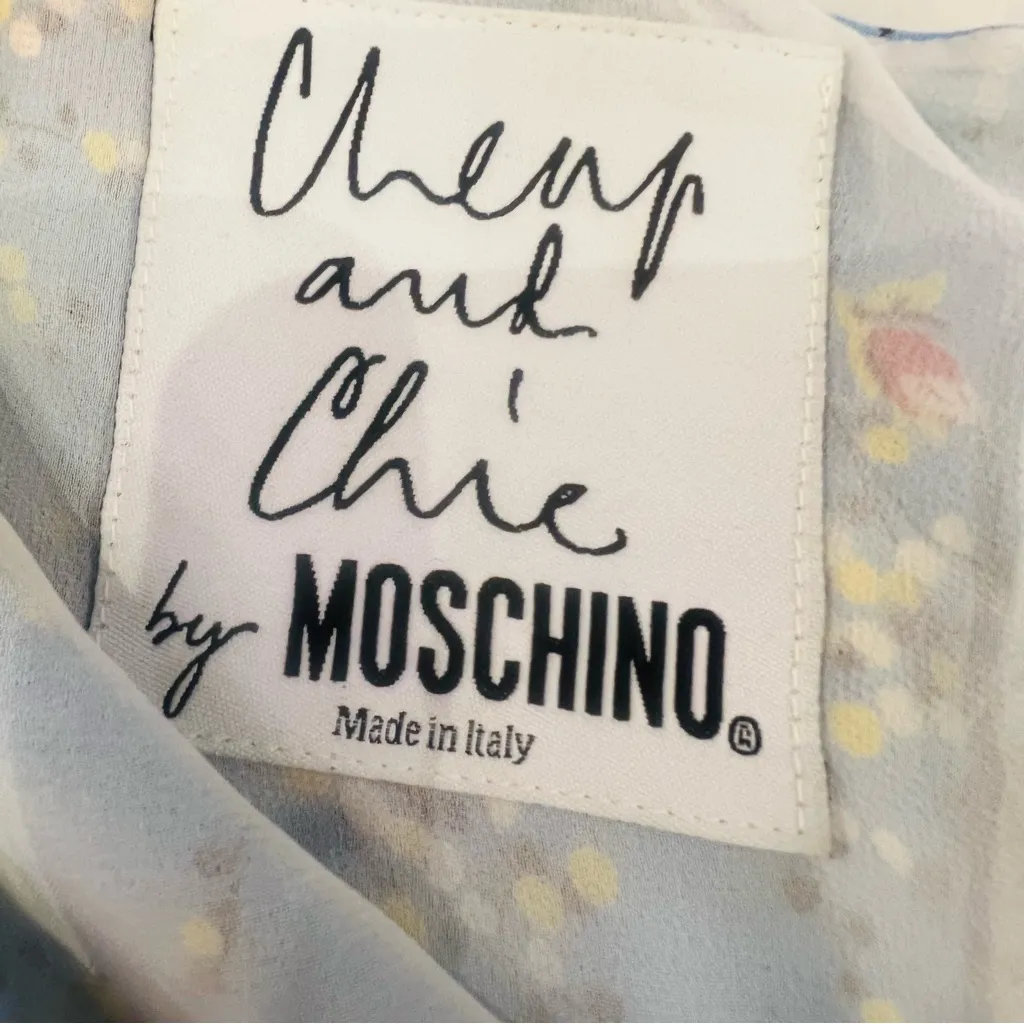 Cheap
and
Chic
by MOSCHINO®
Made in Italy